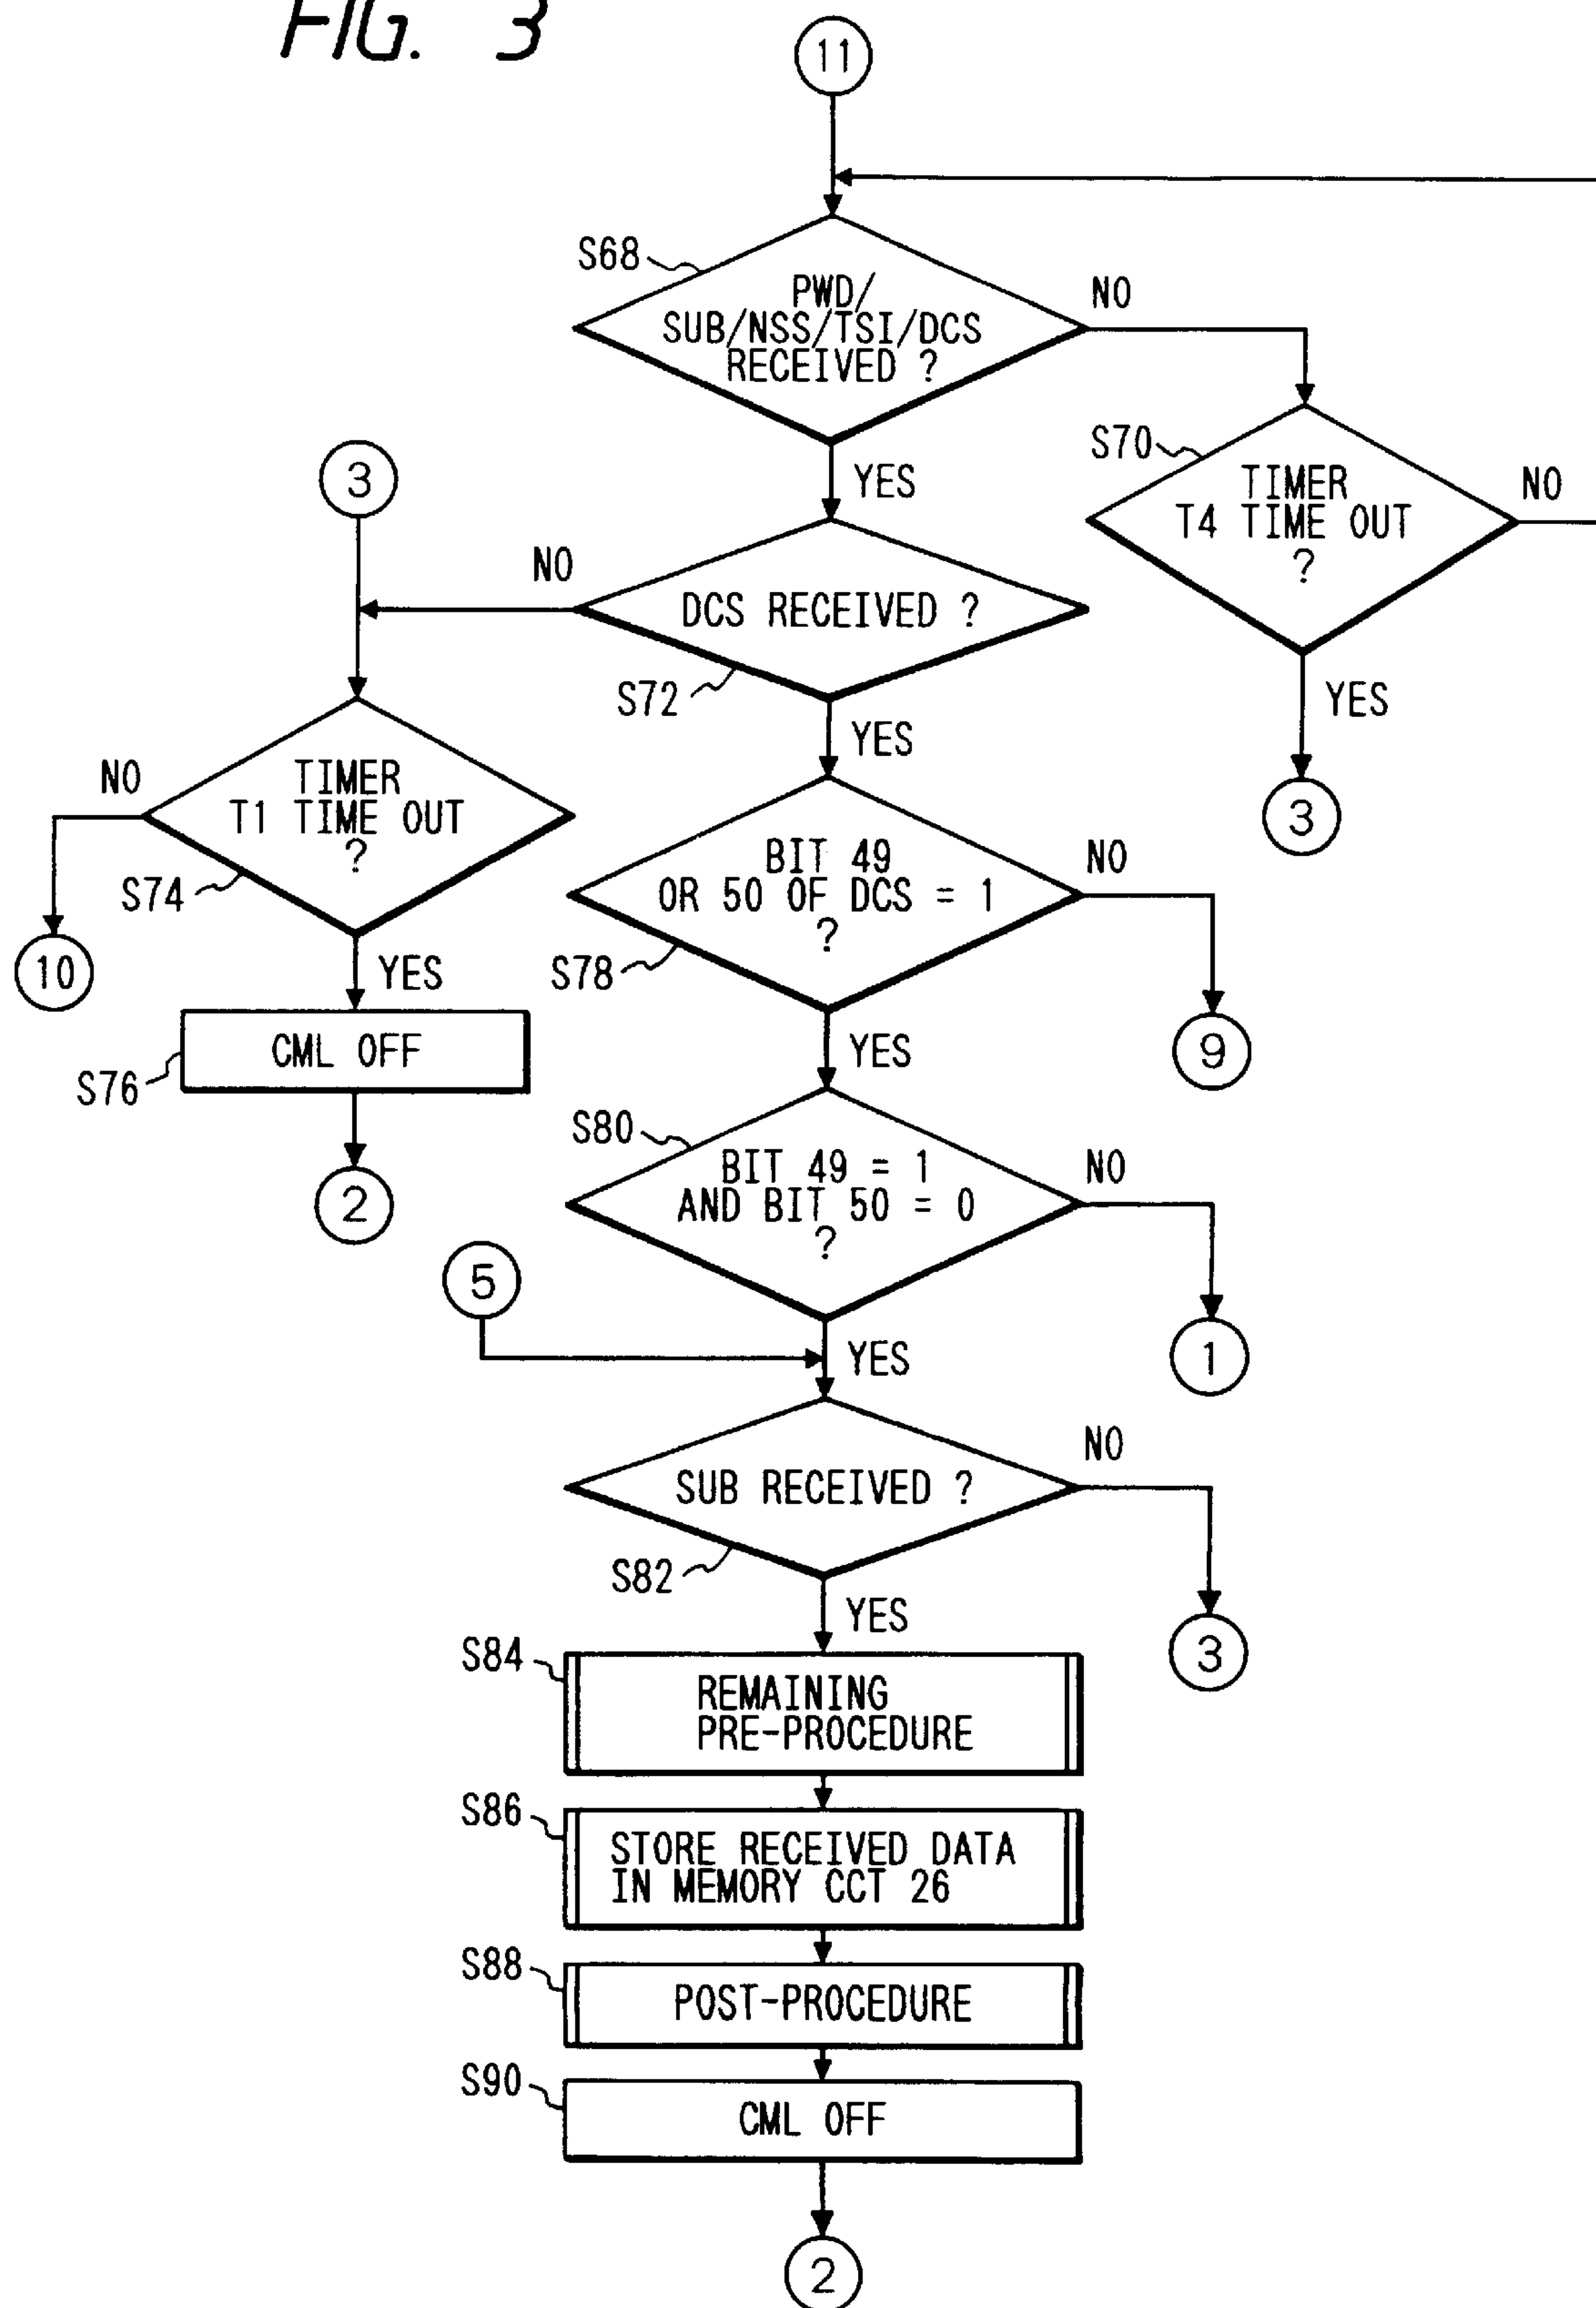 FIG. 3
11
S68
PWD/
SUB/NSS/TSI/DCS
RECEIVED ?
NO
YES
S70
TIMER
T4 TIME OUT
?
NO
YES
3
3
DCS RECEIVED ?
NO
S72
YES
TIMER
T1 TIME OUT
?
NO
S74
10
YES
CML OFF
S76
2
BIT 49
OR 50 OF DCS = 1
?
NO
S78
9
YES
S80
BIT 49 = 1
AND BIT 50 = 0
?
NO
1
5
YES
SUB RECEIVED ?
NO
S82
3
YES
S84
REMAINING
PRE-PROCEDURE
S86
STORE RECEIVED DATA
IN MEMORY CCT 26
S88
POST-PROCEDURE
S90
CML OFF
2